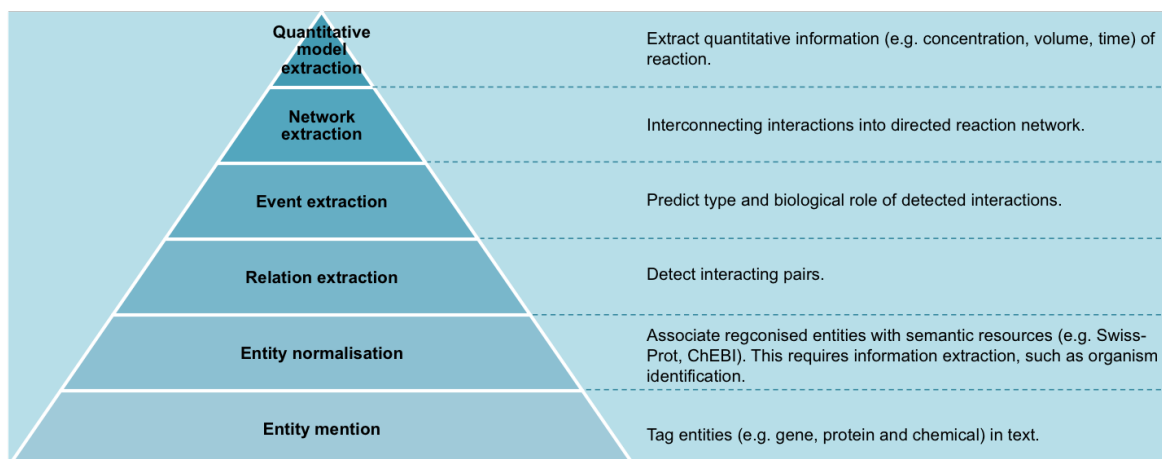 Quantitative
model
extraction
Extract quantitative information (e.g. concentration, volume, time) of
reaction.
Network
extraction
Interconnecting interactions into directed reaction network.
Event extraction
Predict type and biological role of detected interactions.
Relation extraction
Detect interacting pairs.
Entity normalisation
Associate regconised entities with semantic resources (e.g. Swiss-
Prot, ChEBI). This requires information extraction, such as organism
identification.
Entity mention
Tag entities (e.g. gene, protein and chemical) in text.